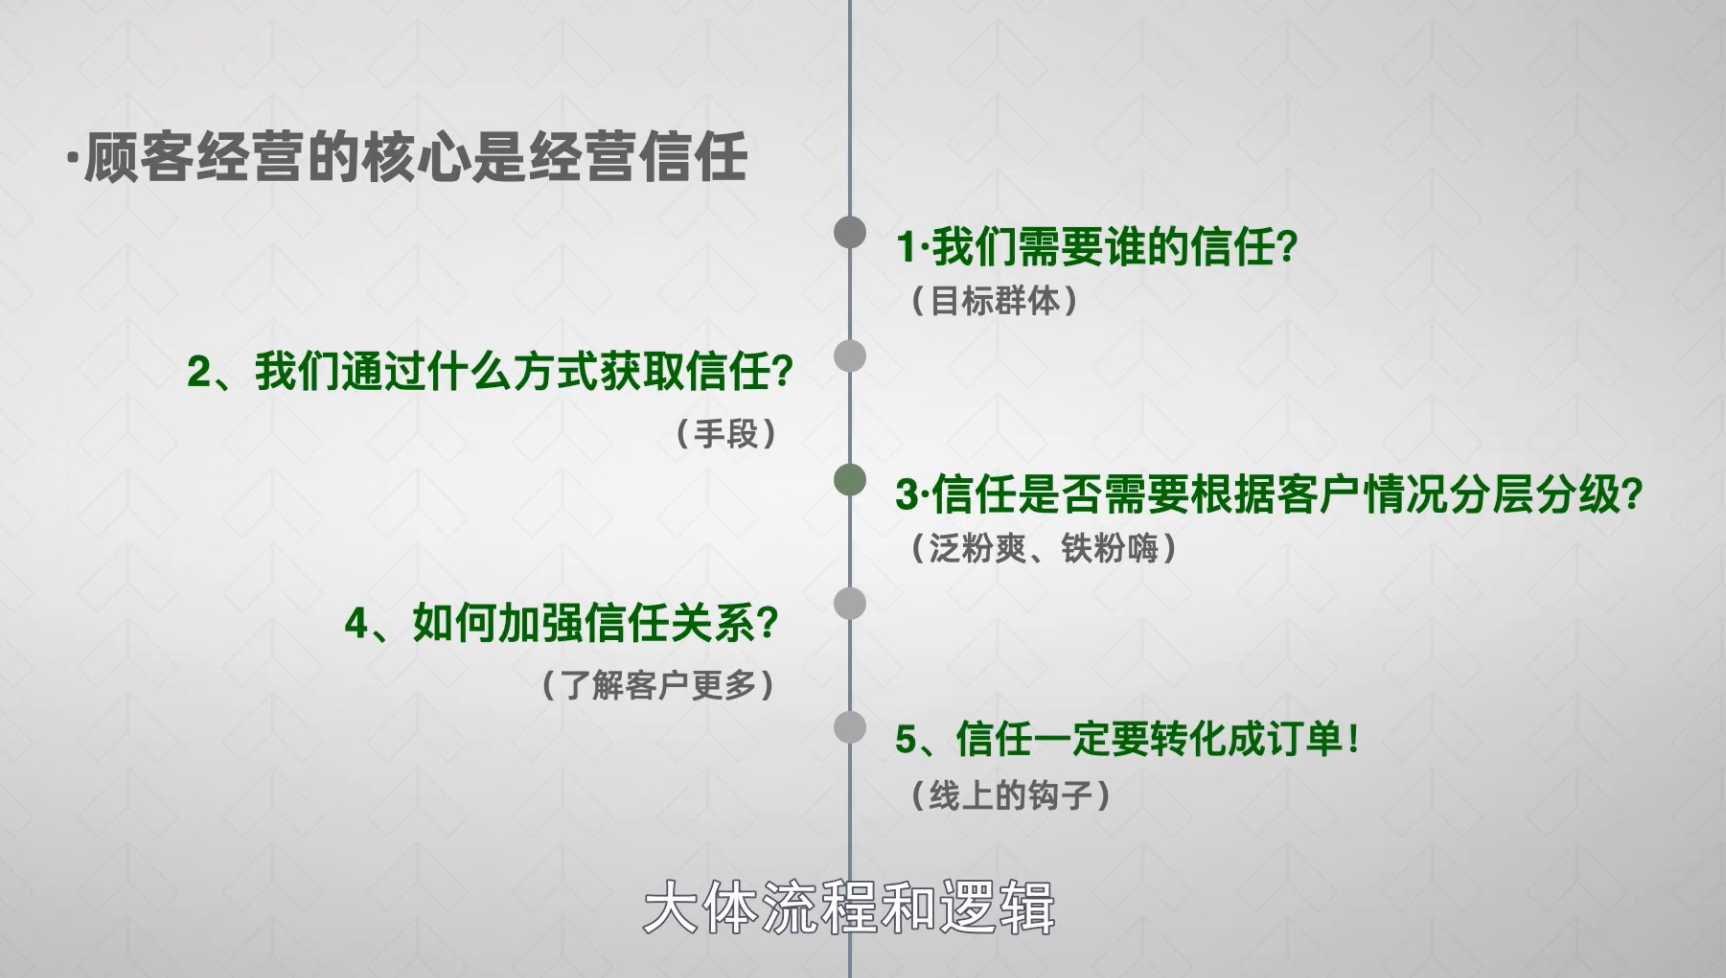 ·顾客经营的核心是经营信任
1·我们需要谁的信任?
（目标群体）
2、我们通过什么方式获取信任?
（手段）
3·信任是否需要根据客户情况分层分级?
（泛粉爽、铁粉嗨）
4、如何加强信任关系?
（了解客户更多）
5、信任一定要转化成订单！
（线上的钩子）
大体流程和逻辑